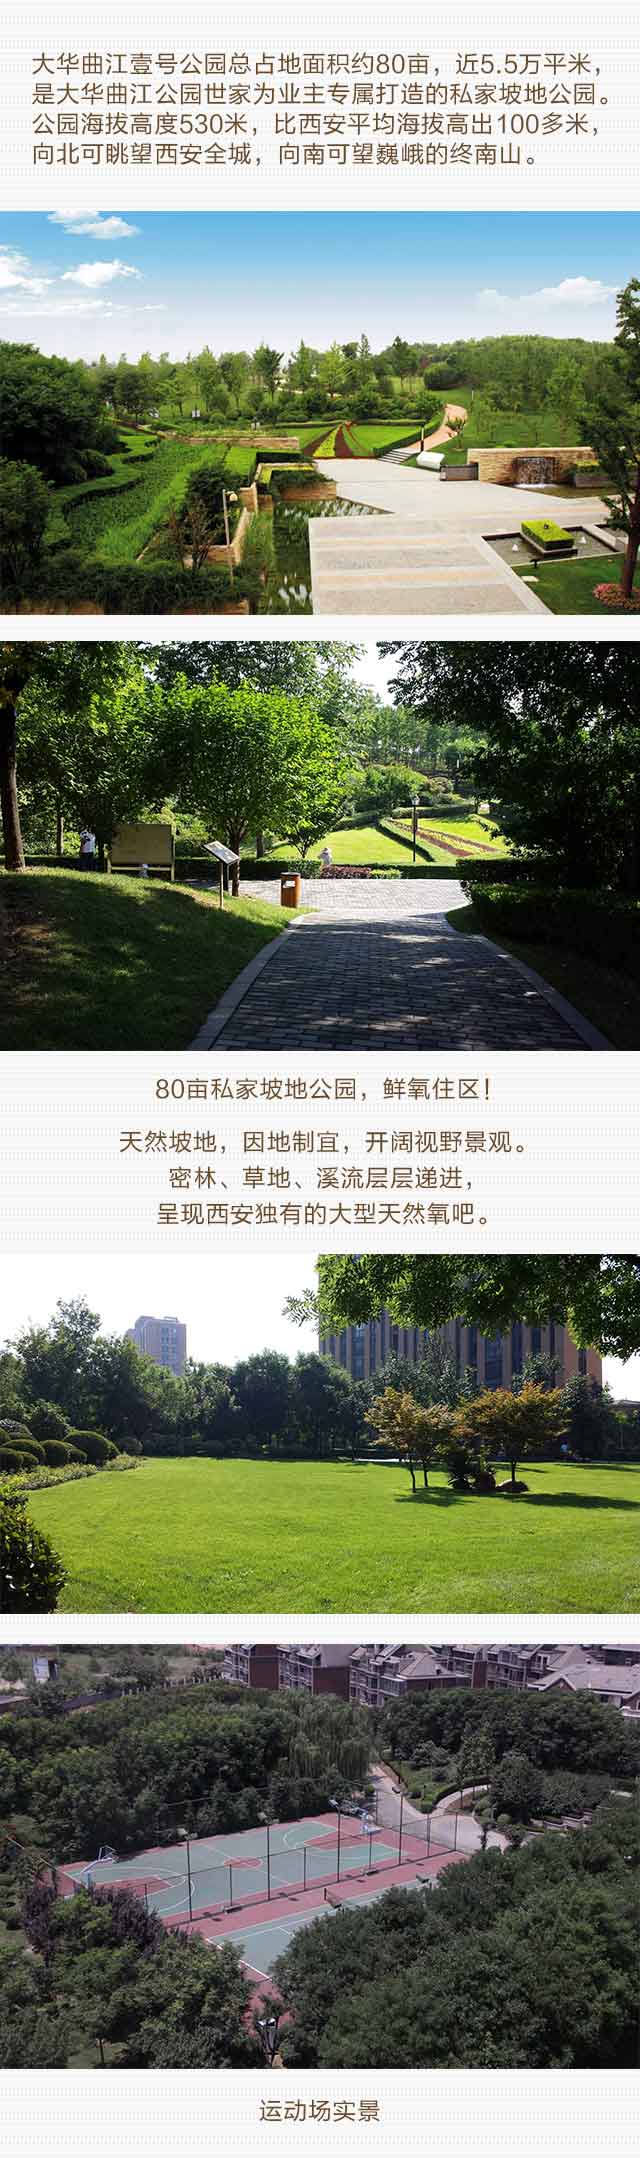 大华曲江壹号公园总占地面积约80亩，近5.5万平米，
是大华曲江公园世家为业主专属打造的私家坡地公园。
公园海拔高度530米，比西安平均海拔高出100多米，
向北可眺望西安全城，向南可望巍峨的终南山。
80亩私家坡地公园，鲜氧住区！
天然坡地，因地制宜，开阔视野景观。
密林、草地、溪流层层递进，
呈现西安独有的大型天然氧吧。
运动场实景